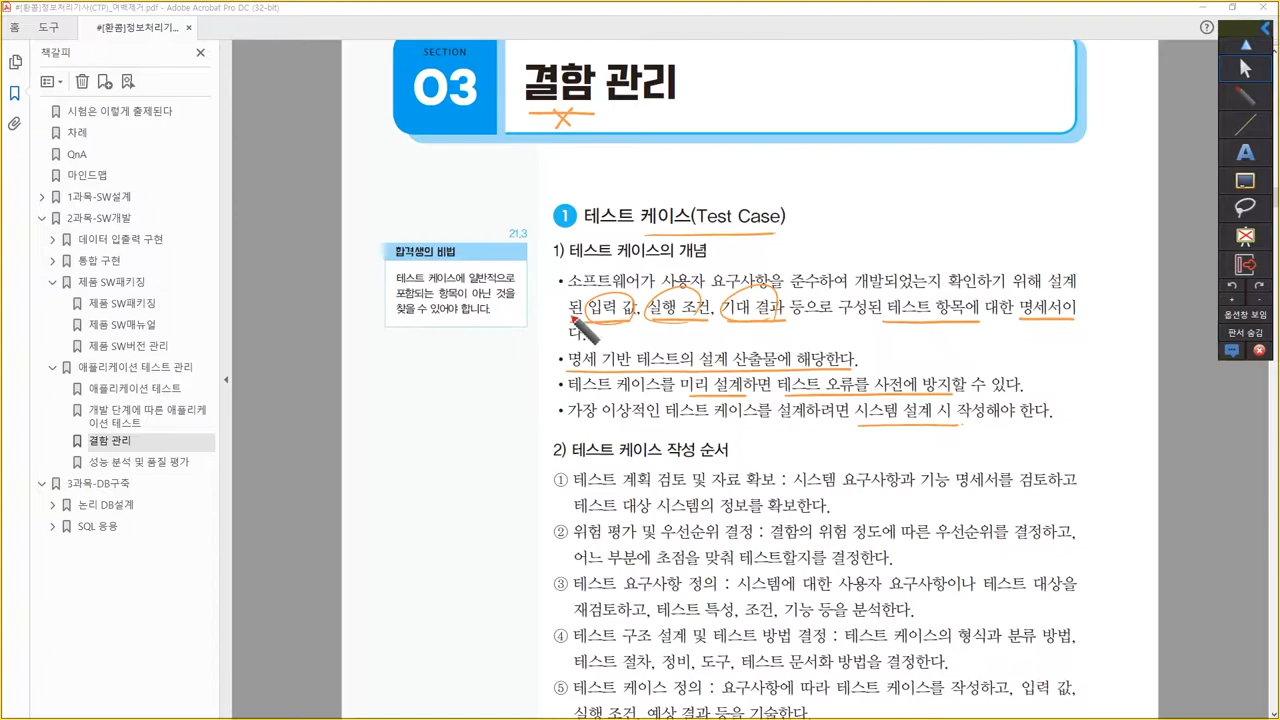 #[환콤]정보처리기사(CTP)_여백제거.pdf - Adobe Acrobat Pro DC (32-bit)
홈 도구 #[환콤]정보처리기... ×
책갈피
시험은 이렇게 출제된다
차례
QnA
마인드맵
1과목-SW설계
2과목-SW개발
데이터 입출력 구현
통합 구현
제품 SW패키징
제품 SW패키징
제품 SW매뉴얼
제품 SW버전 관리
애플리케이션 테스트 관리
애플리케이션 테스트
개발 단계에 따른 애플리케
이션 테스트
결함 관리
성능 분석 및 품질 평가
3과목-DB구축
논리 DB설계
SQL 응용
SECTION
03
결함 관리
21.3
합격생의 비법
테스트 케이스에 일반적으로
포함되는 항목이 아닌 것을
찾을 수 있어야 합니다.
1 테스트 케이스(Test Case)
1) 테스트 케이스의 개념
• 소프트웨어가 사용자 요구사항을 준수하여 개발되었는지 확인하기 위해 설계
된 입력 값, 실행 조건, 기대 결과 등으로 구성된 테스트 항목에 대한 명세서이
다.
• 명세 기반 테스트의 설계 산출물에 해당한다.
• 테스트 케이스를 미리 설계하면 테스트 오류를 사전에 방지할 수 있다.
• 가장 이상적인 테스트 케이스를 설계하려면 시스템 설계 시 작성해야 한다.
2) 테스트 케이스 작성 순서
① 테스트 계획 검토 및 자료 확보 : 시스템 요구사항과 기능 명세서를 검토하고
테스트 대상 시스템의 정보를 확보한다.
② 위험 평가 및 우선순위 결정 : 결함의 위험 정도에 따른 우선순위를 결정하고,
어느 부분에 초점을 맞춰 테스트할지를 결정한다.
③ 테스트 요구사항 정의 : 시스템에 대한 사용자 요구사항이나 테스트 대상을
재검토하고, 테스트 특성, 조건, 기능 등을 분석한다.
④ 테스트 구조 설계 및 테스트 방법 결정 : 테스트 케이스의 형식과 분류 방법,
테스트 절차, 장비, 도구, 테스트 문서화 방법을 결정한다.
⑤ 테스트 케이스 정의 : 요구사항에 따라 테스트 케이스를 작성하고, 입력 값,
실행 조건, 예상 결과 등을 기술한다.
A
옵션창 보임
판서 숨김